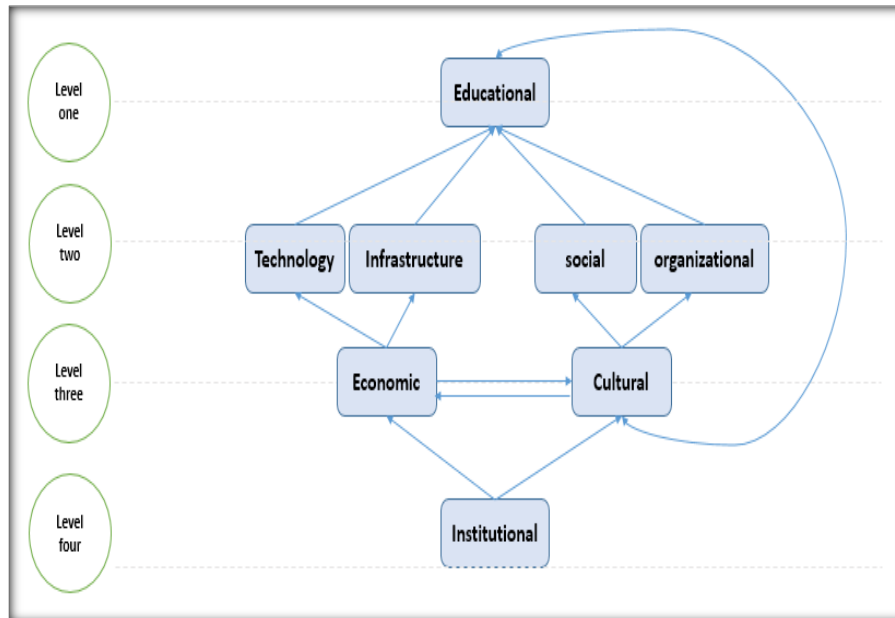 Level
one
Educational
Level
two
Technology
Infrastructure
social
organizational
Level
three
Economic
Cultural
Level
four
Institutional